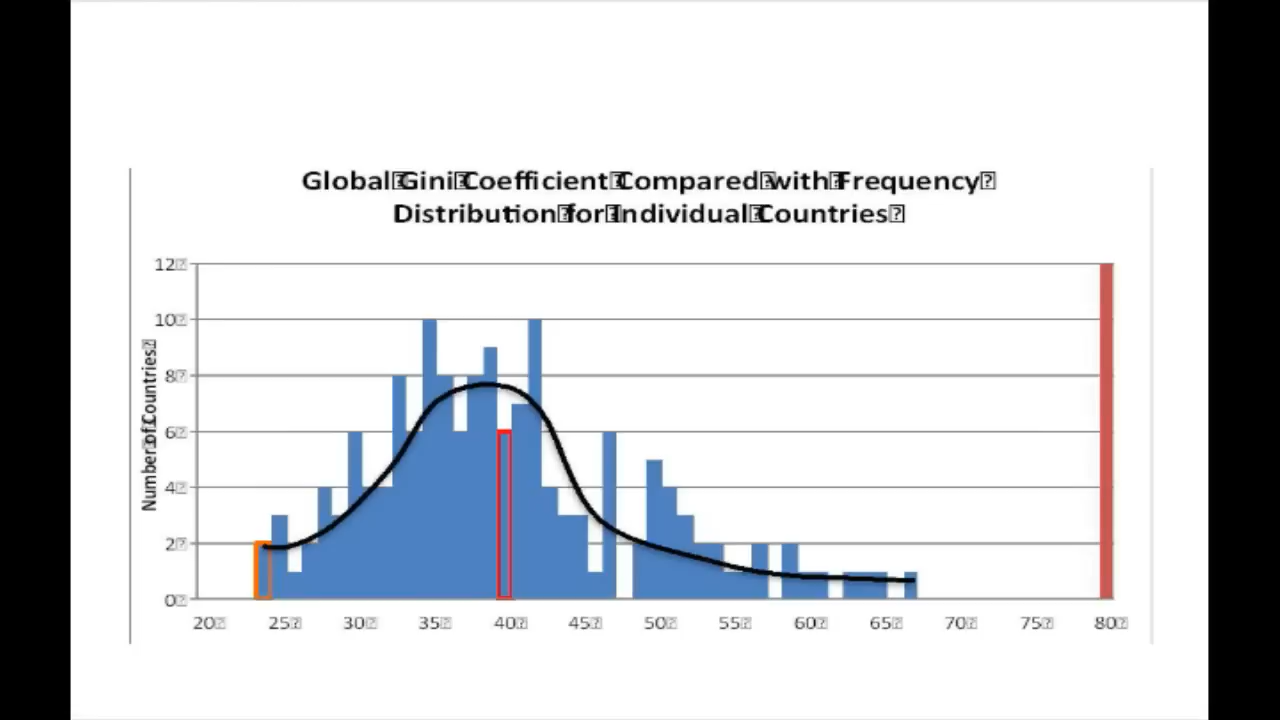 Global Gini Coefficient Compared with Frequency
Distribution for Individual Countries
12
10
8
6
4
2
0
Number of Countries
20 25 30 35 40 45 50 55 60 65 70 75 80